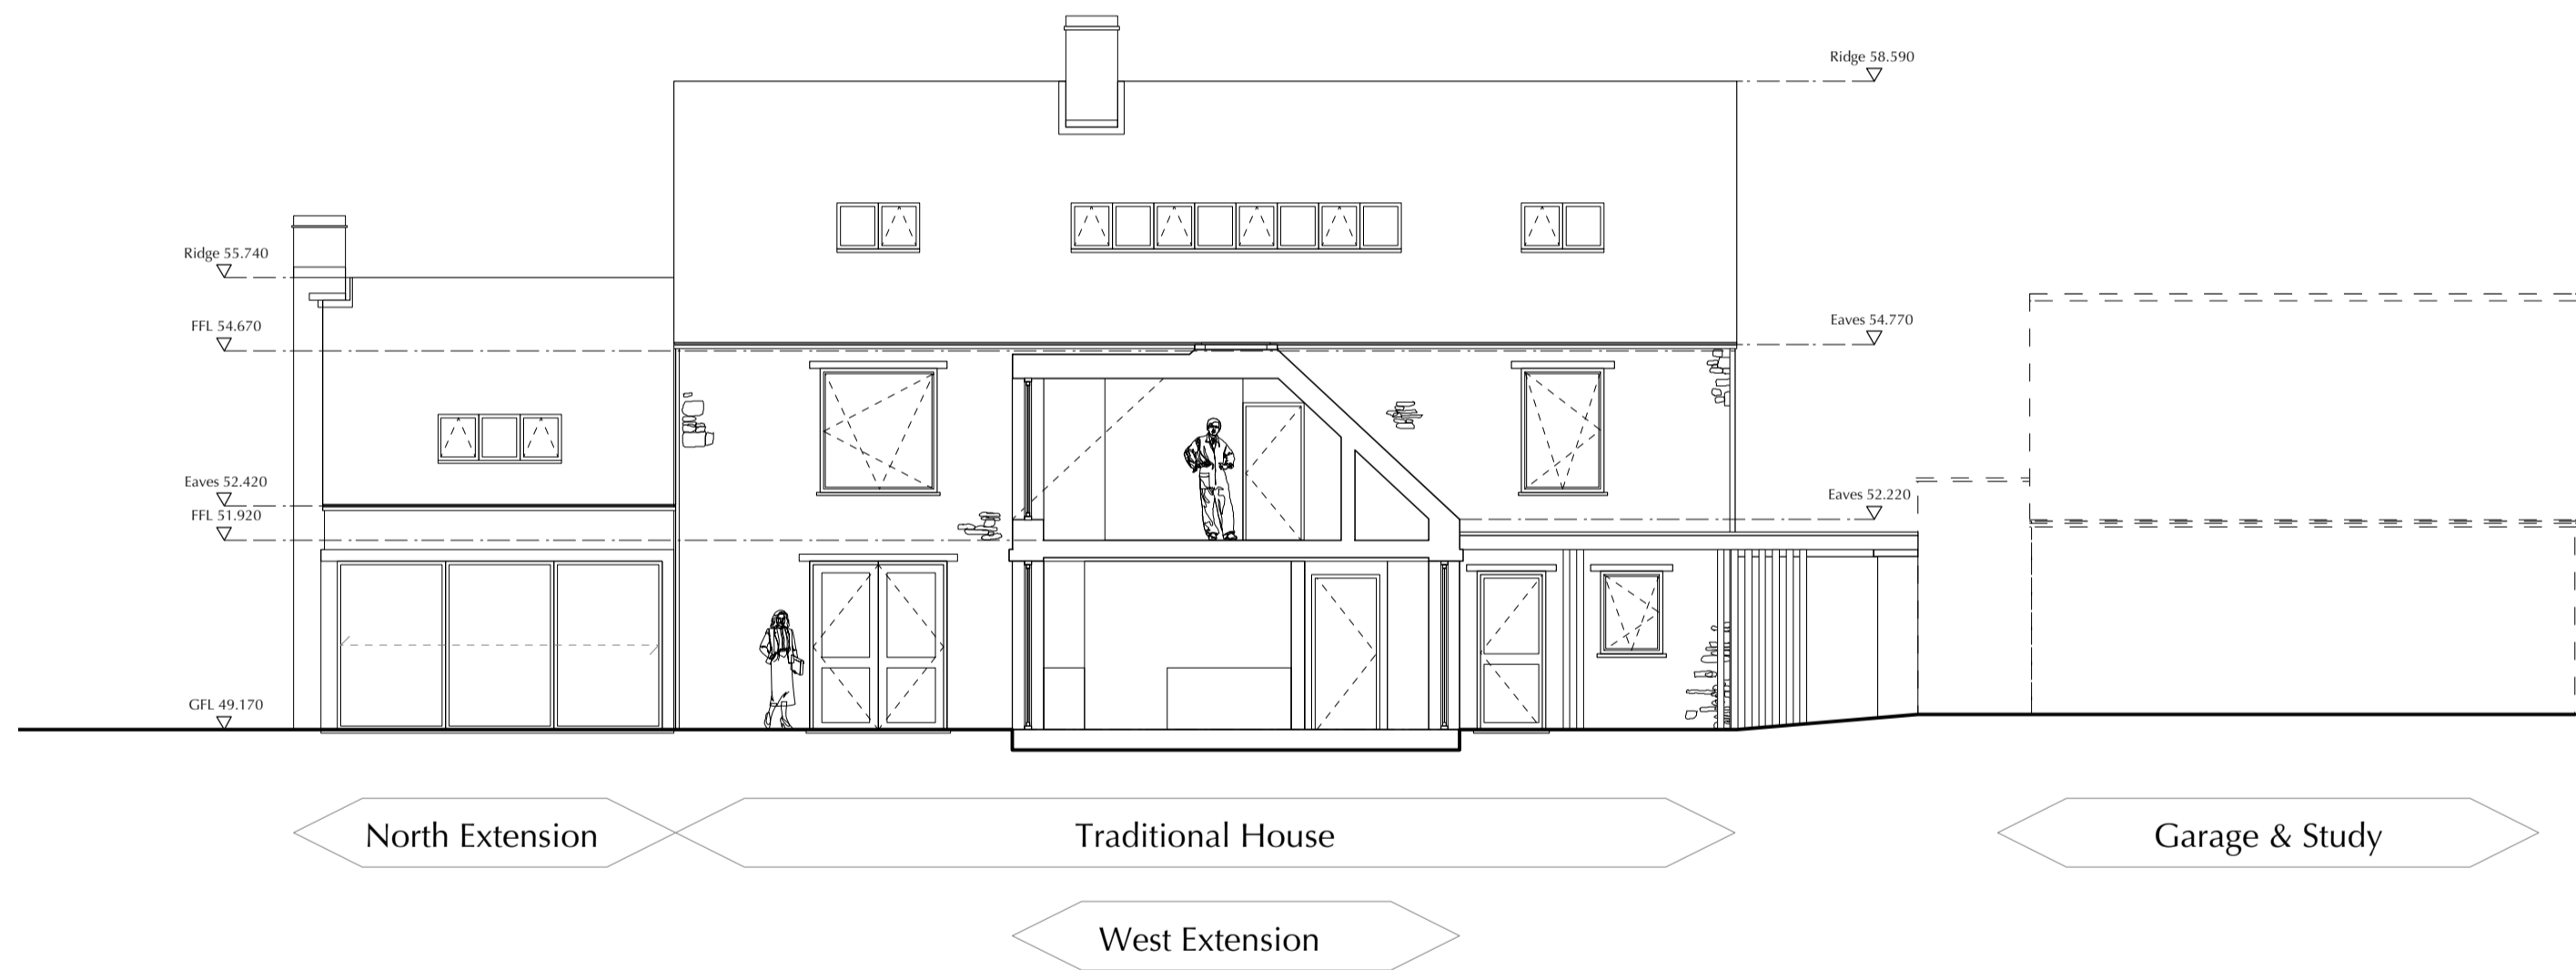 Ridge 58.590
Ridge 55.740
Eaves 54.770
FFL 54.670
Eaves 52.420
Eaves 52.220
FFL 51.920
GFL 49.170
North Extension
Traditional House
Garage & Study
West Extension